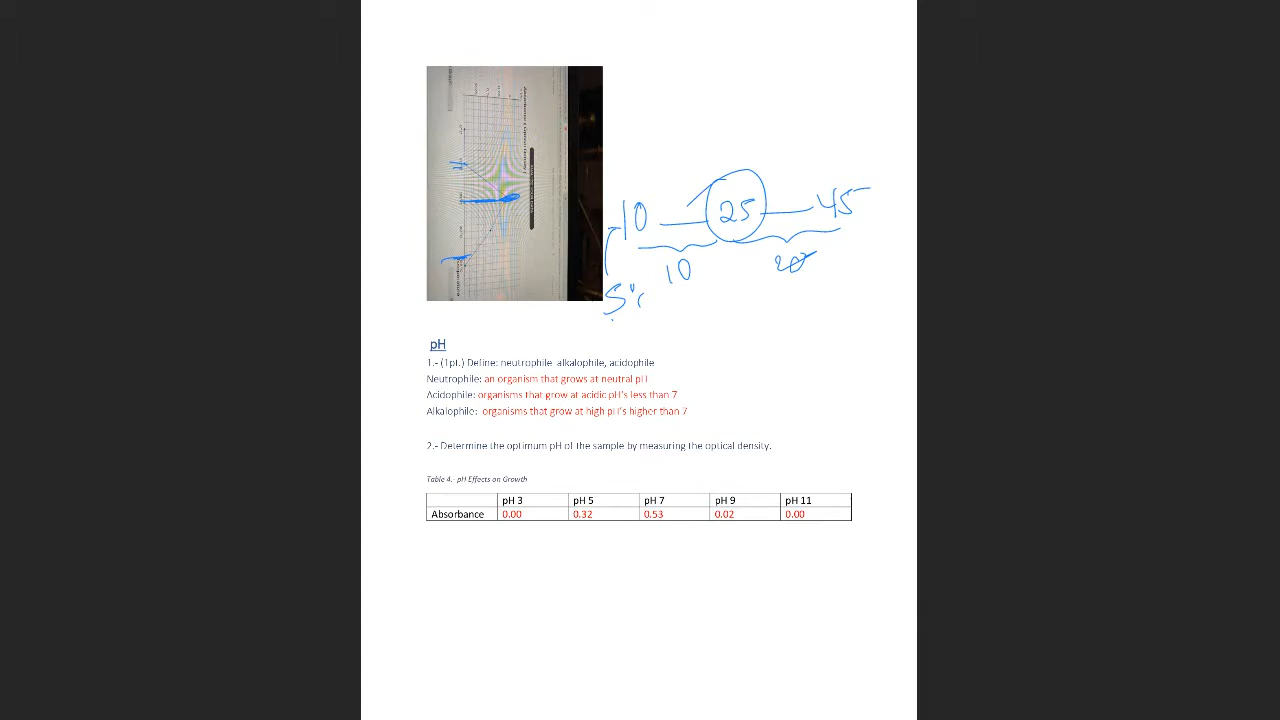 10
25
45
10
20
5°C
pH
1.- (1pt.) Define: neutrophile alkalophile, acidophile
Neutrophile: an organism that grows at neutral pH
Acidophile: organisms that grow at acidic pH's less than 7
Alkalophile: organisms that grow at high pH's higher than 7
2.- Determine the optimum pH of the sample by measuring the optical density.
Table 4.- pH Effects on Growth
pH 3 pH 5 pH 7 pH 9 pH 11
Absorbance 0.00 0.32 0.53 0.02 0.00